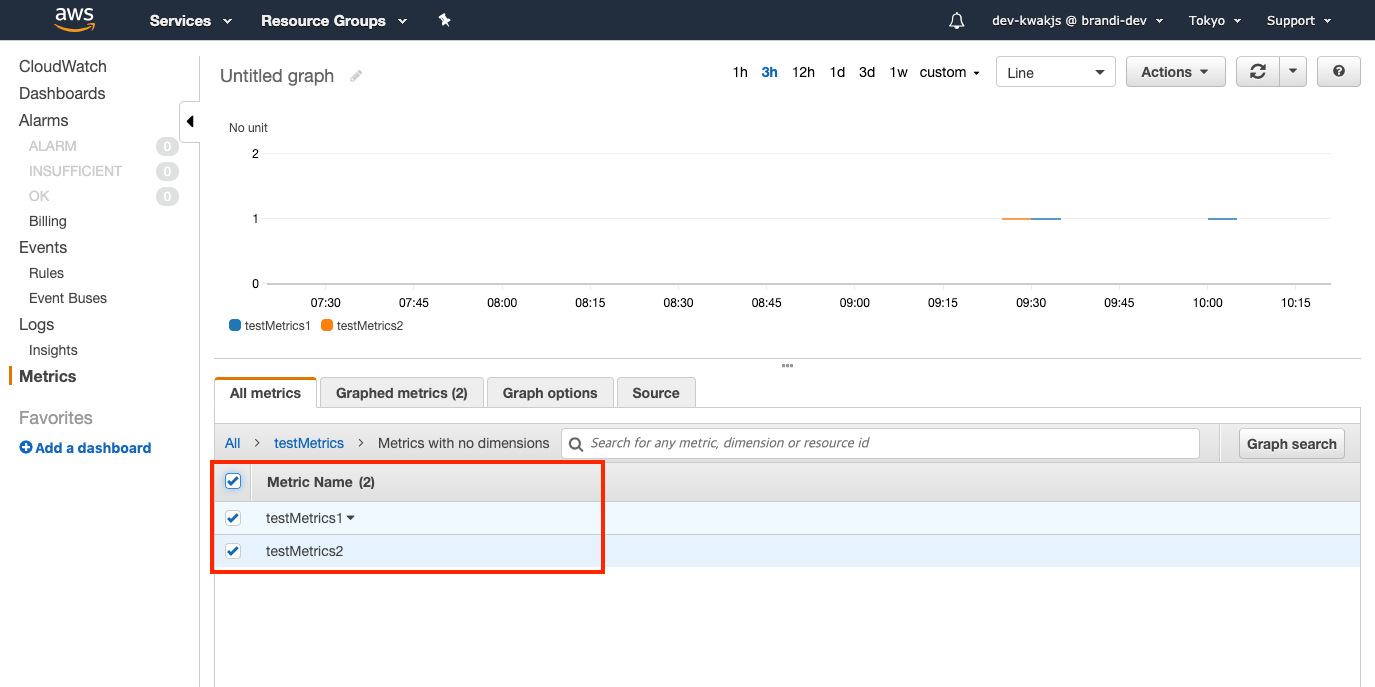 aws Services Resource Groups dev-kwakjs @ brandi-dev Tokyo Support
CloudWatch
Dashboards
Alarms
ALARM 0
INSUFFICIENT 0
OK 0
Billing
Events
Rules
Event Buses
Logs
Insights
Metrics
Favorites
Add a dashboard
Untitled graph
1h 3h 12h 1d 3d 1w custom Line Actions ?
No unit
2
1
0
07:30 07:45 08:00 08:15 08:30 08:45 09:00 09:15 09:30 09:45 10:00 10:15
testMetrics1 testMetrics2
All metrics Graphed metrics (2) Graph options Source
All > testMetrics > Metrics with no dimensions Search for any metric, dimension or resource id Graph search
Metric Name (2)
testMetrics1
testMetrics2